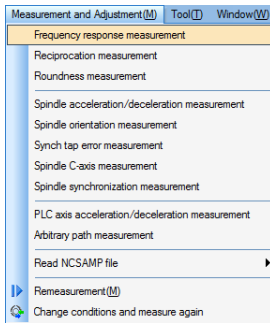 Measurement and Adjustment(M) Tool(T) Window(W)
Frequency response measurement
Reciprocation measurement
Roundness measurement
Spindle acceleration/deceleration measurement
Spindle orientation measurement
Synch tap error measurement
Spindle C-axis measurement
Spindle synchronization measurement
PLC axis acceleration/deceleration measurement
Arbitrary path measurement
Read NCSAMP file
Remeasurement(M)
Change conditions and measure again